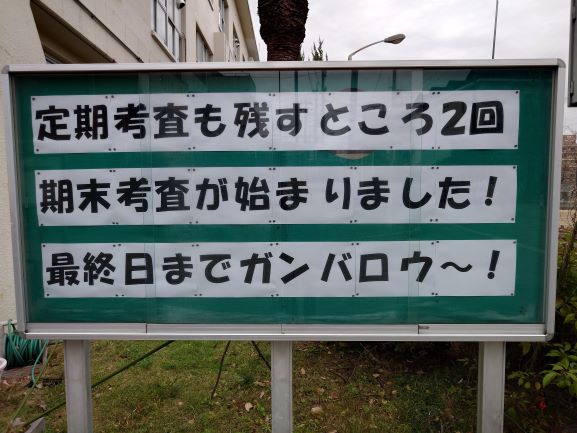 定期考査も残すところ2回
期末考査が始まりました！
最終日までガンバロウ～！